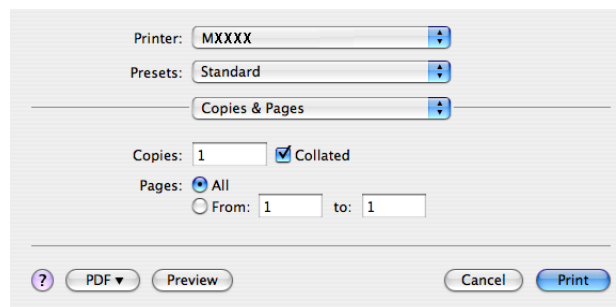 Printer: MXXXX
Presets: Standard
Copies & Pages
Copies: 1 Collated
Pages: All
From: 1 to: 1
? PDF ▼ Preview Cancel Print